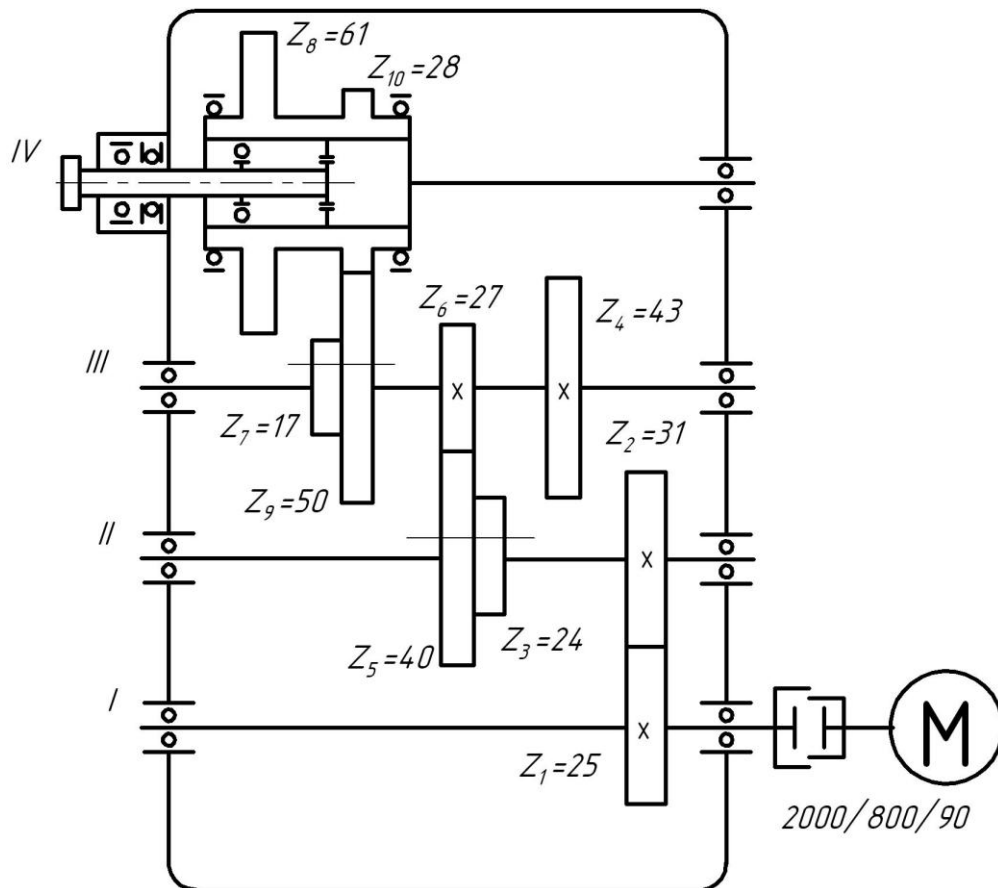 Z₈=61
Z₁₀=28
IV
Z₆=27
Z₄=43
III
Z₇=17
Z₂=31
Z₉=50
II
Z₅=40
Z₃=24
I
Z₁=25
M
2000/800/90